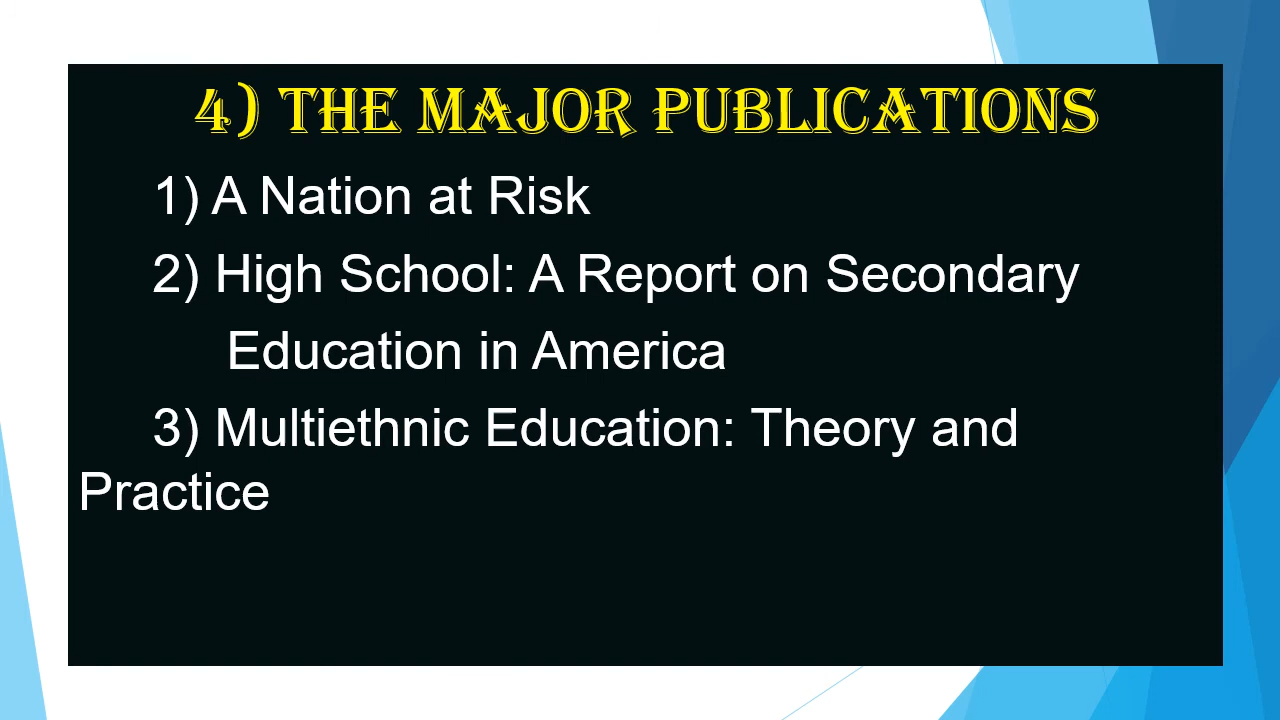 4) THE MAJOR PUBLICATIONS
1) A Nation at Risk
2) High School: A Report on Secondary
Education in America
3) Multiethnic Education: Theory and
Practice